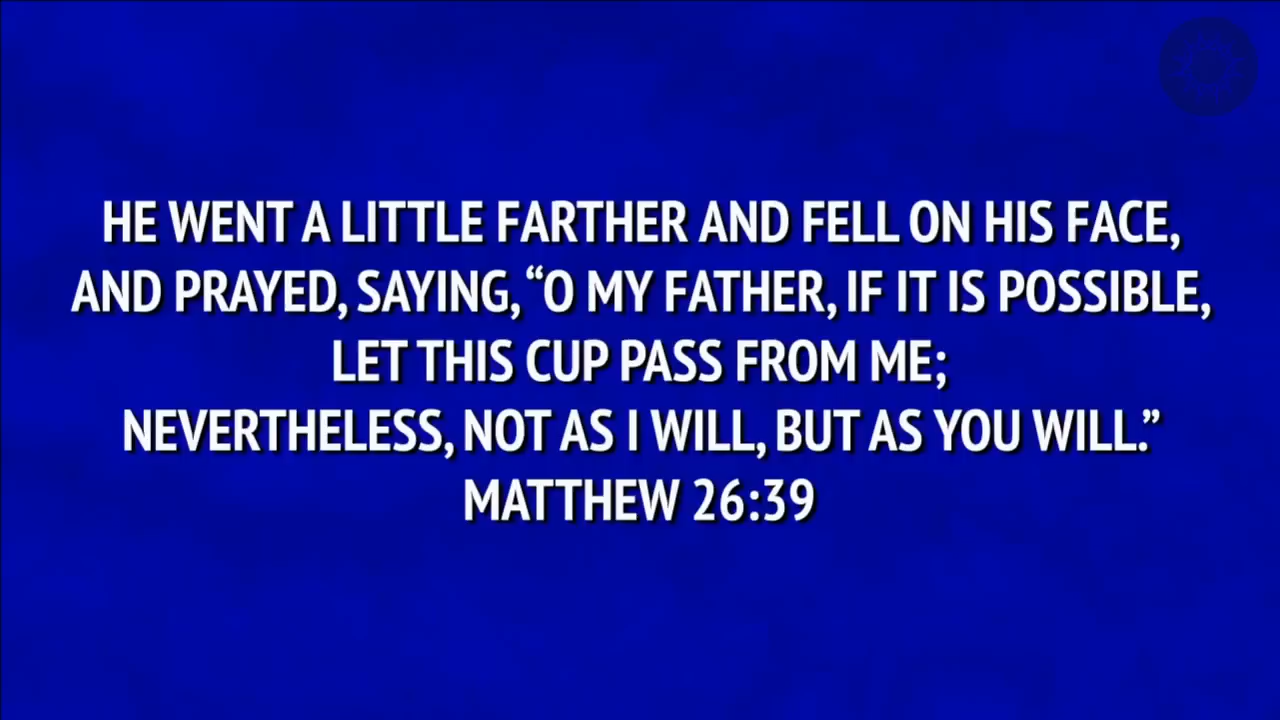 HE WENT A LITTLE FARTHER AND FELL ON HIS FACE,
AND PRAYED, SAYING, “O MY FATHER, IF IT IS POSSIBLE,
LET THIS CUP PASS FROM ME;
NEVERTHELESS, NOT AS I WILL, BUT AS YOU WILL.”
MATTHEW 26:39